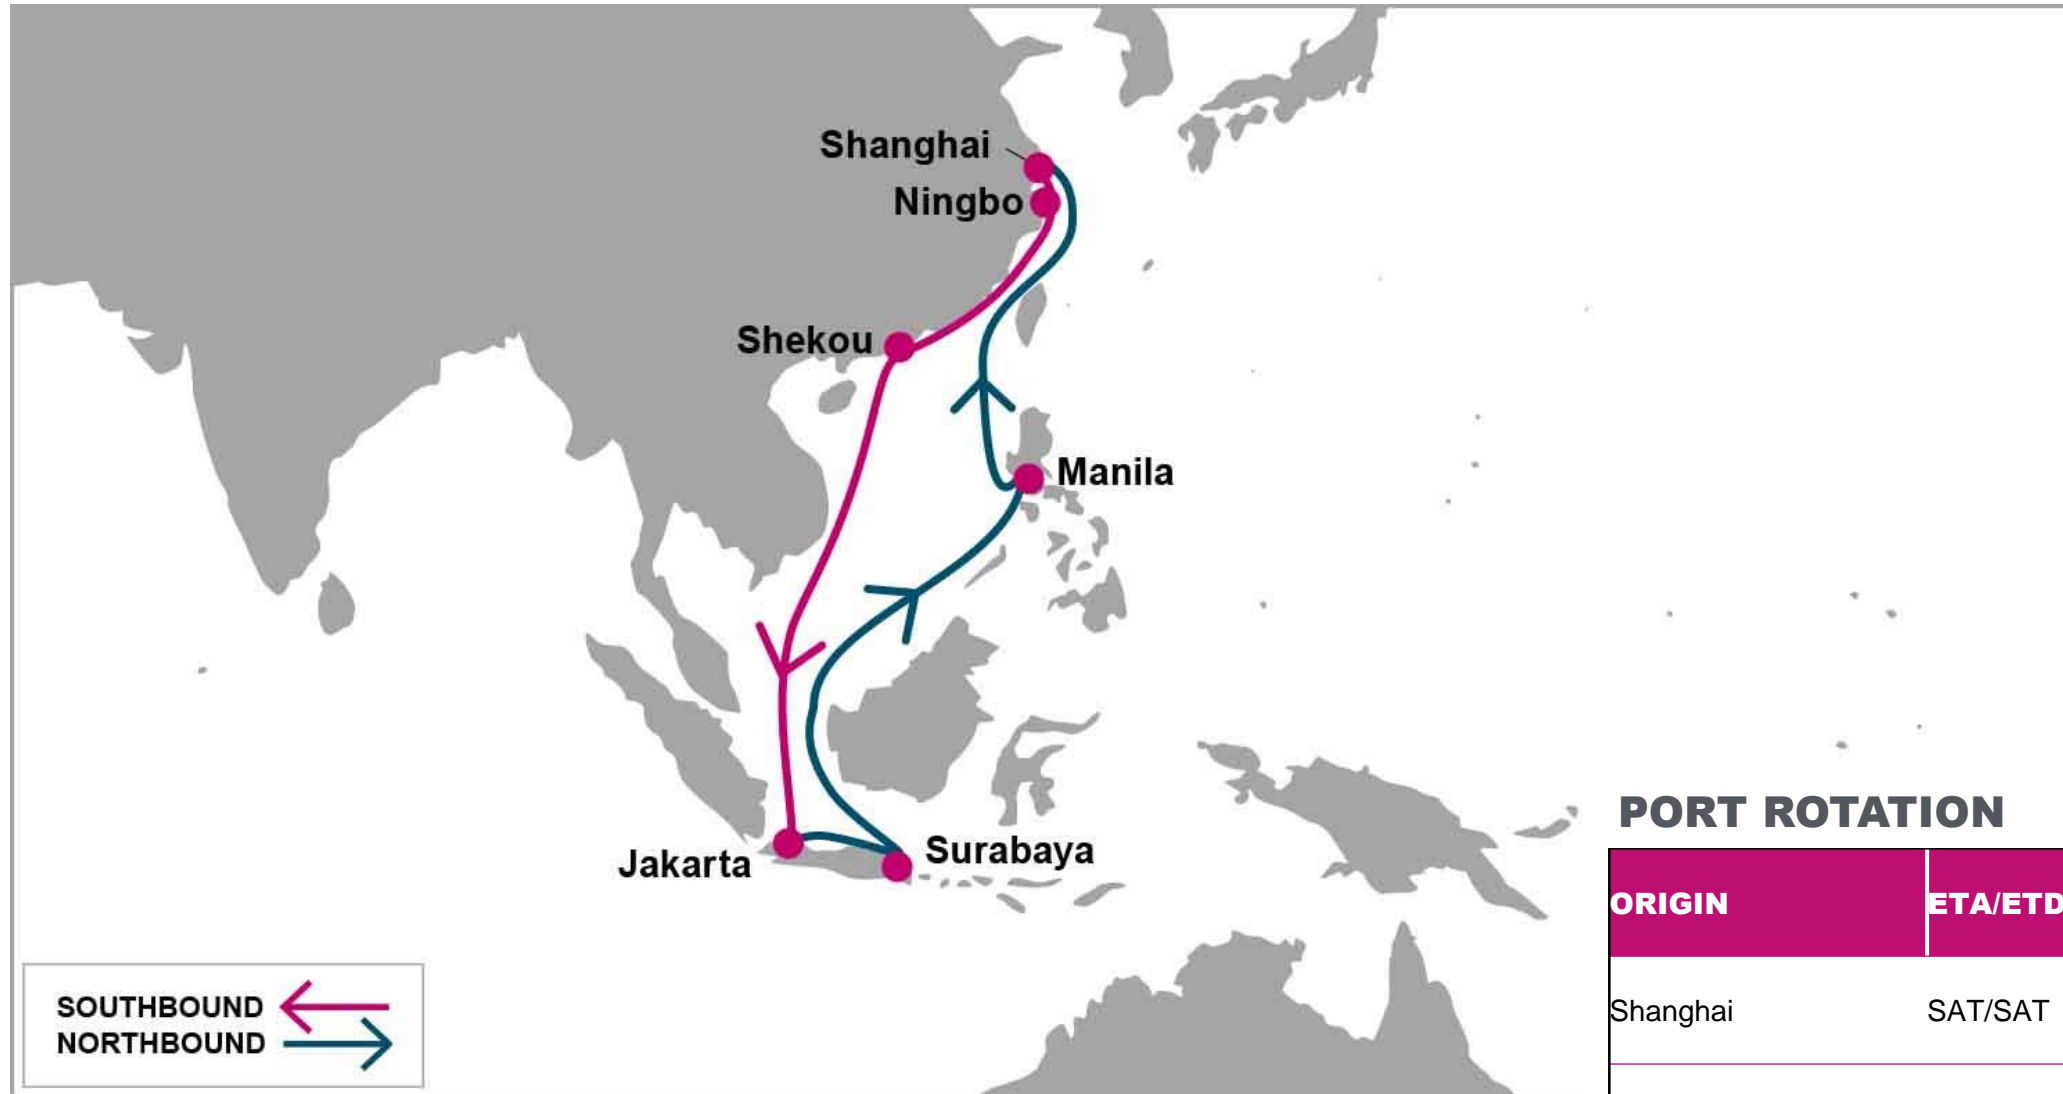 Shanghai
Ningbo
Shekou
Manila
Jakarta
Surabaya
SOUTHBOUND
NORTHBOUND
PORT ROTATION
ORIGIN ETA/ETD
Shanghai SAT/SAT